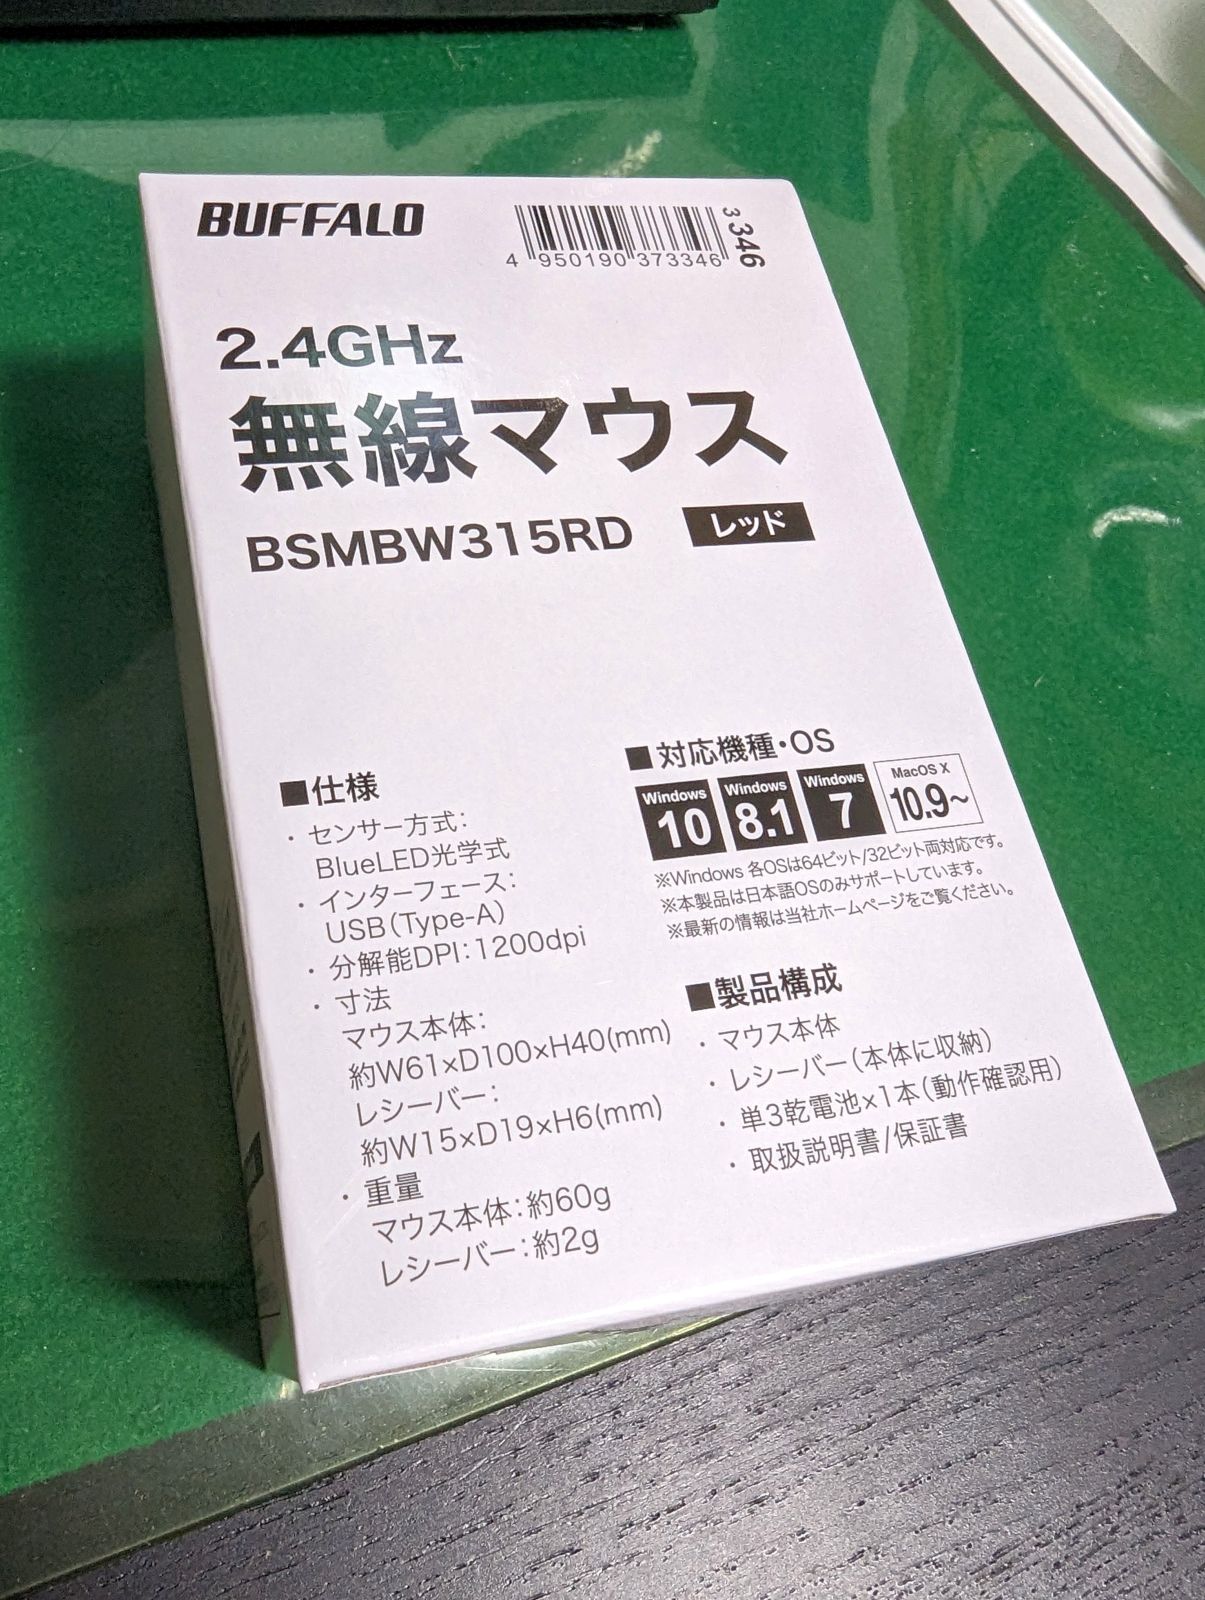 BUFFALO
4 950190 373346
3 346
2.4GHz
無線マウス
BSMBW315RD
レッド
■仕様
・センサー方式：
BlueLED光学式
・インターフェース：
USB（Type-A）
・分解能DPI：1200dpi
・寸法
マウス本体：
約W61×D100×H40(mm)
レシーバー：
約W15×D19×H6(mm)
・重量
マウス本体：約60g
レシーバー：約2g
■対応機種・OS
Windows 10
Windows 8.1
Windows 7
MacOS X 10.9～
※Windows 各OSは64ビット/32ビット両対応です。
※本製品は日本語OSのみサポートしています。
※最新の情報は当社ホームページをご覧ください。
■製品構成
・マウス本体
・レシーバー（本体に収納）
・単3乾電池×1本（動作確認用）
・取扱説明書/保証書